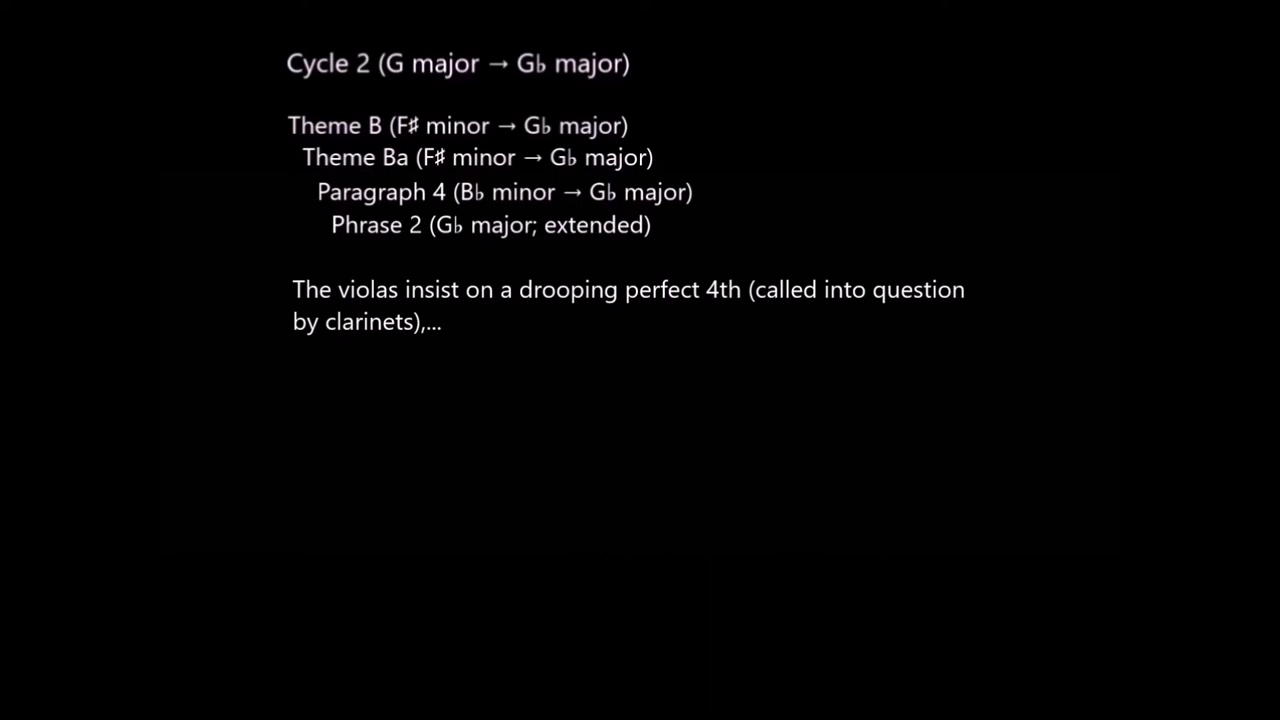 Cycle 2 (G major → G♭ major)
Theme B (F♯ minor → G♭ major)
Theme Ba (F♯ minor → G♭ major)
Paragraph 4 (B♭ minor → G♭ major)
Phrase 2 (G♭ major; extended)
The violas insist on a drooping perfect 4th (called into question
by clarinets),...